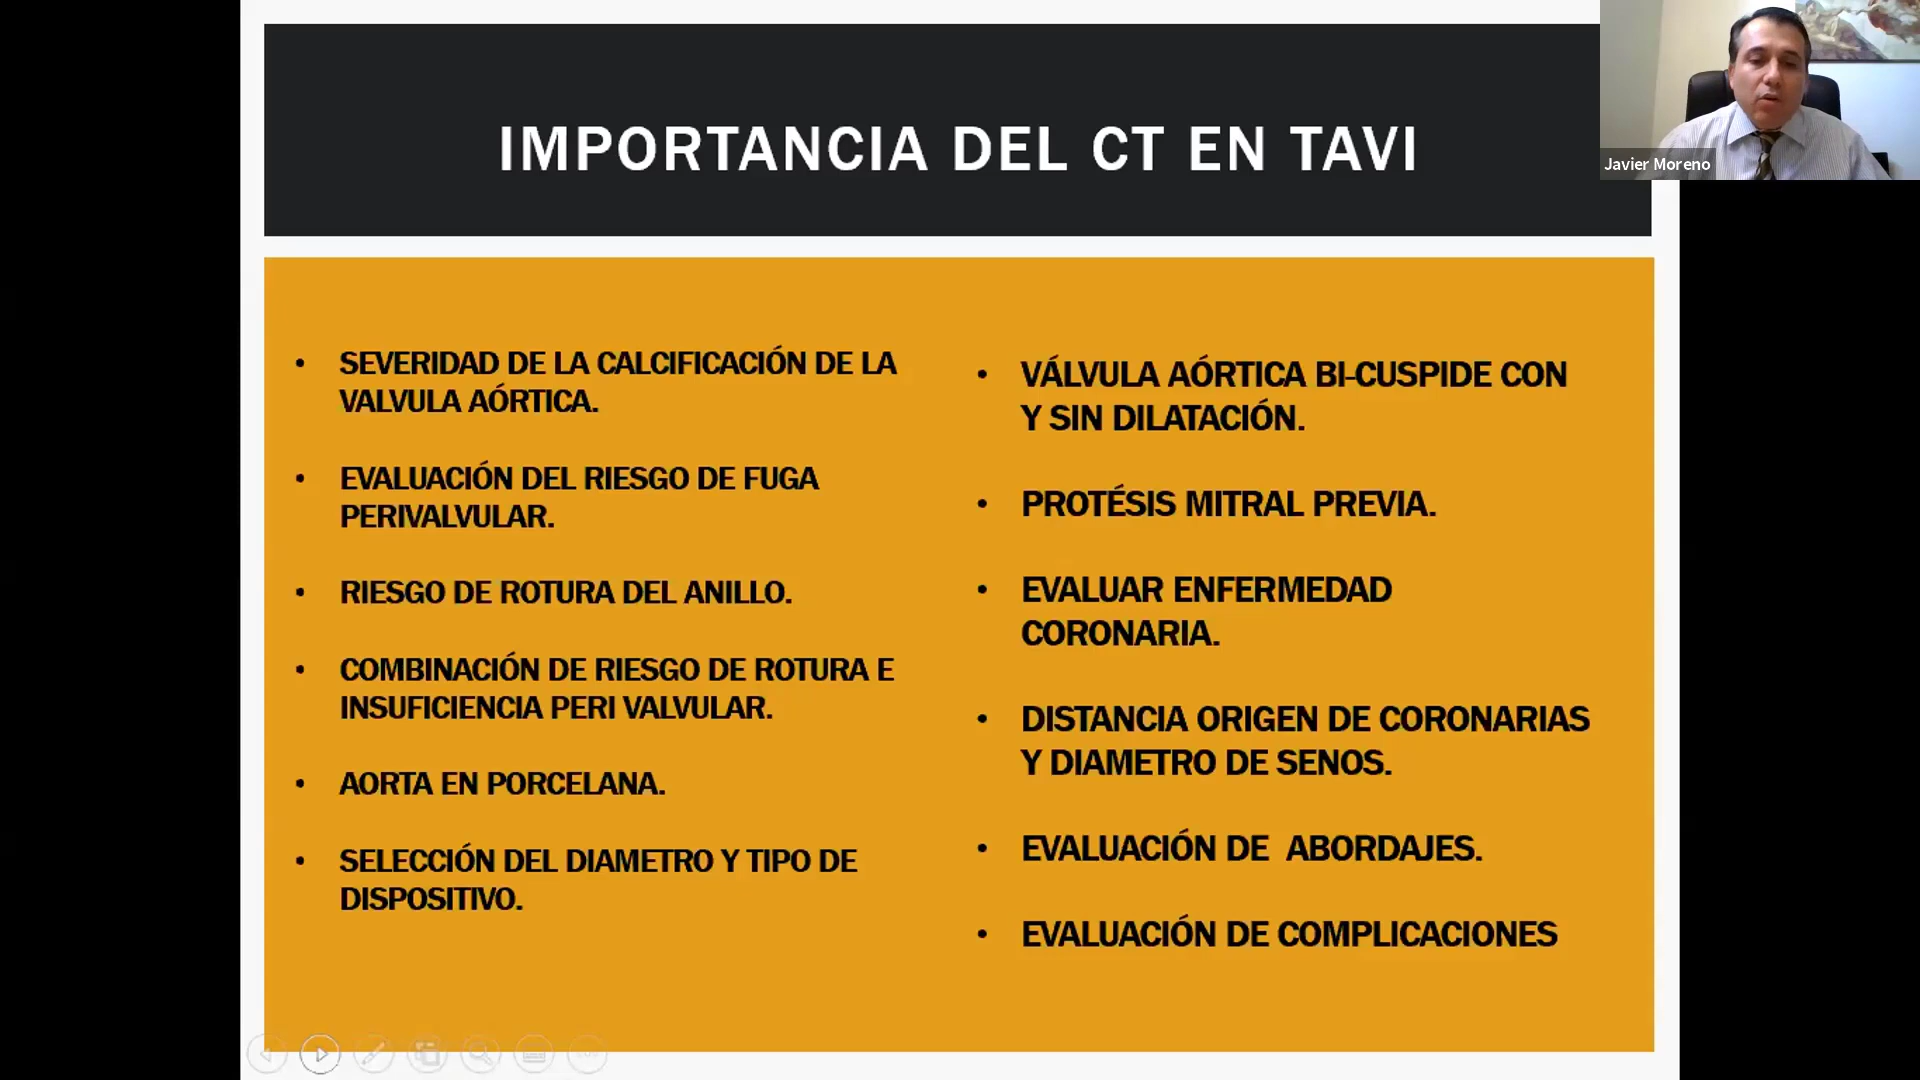 IMPORTANCIA DEL CT EN TAVI
Javier Moreno
• SEVERIDAD DE LA CALCIFICACIÓN DE LA
VALVULA AÓRTICA.
• EVALUACIÓN DEL RIESGO DE FUGA
PERIVALVULAR.
• RIESGO DE ROTURA DEL ANILLO.
• COMBINACIÓN DE RIESGO DE ROTURA E
INSUFICIENCIA PERI VALVULAR.
• AORTA EN PORCELANA.
• SELECCIÓN DEL DIAMETRO Y TIPO DE
DISPOSITIVO.
• VÁLVULA AÓRTICA BI-CUSPIDE CON
Y SIN DILATACIÓN.
• PROTÉSIS MITRAL PREVIA.
• EVALUAR ENFERMEDAD
CORONARIA.
• DISTANCIA ORIGEN DE CORONARIAS
Y DIAMETRO DE SENOS.
• EVALUACIÓN DE  ABORDAJES.
• EVALUACIÓN DE COMPLICACIONES